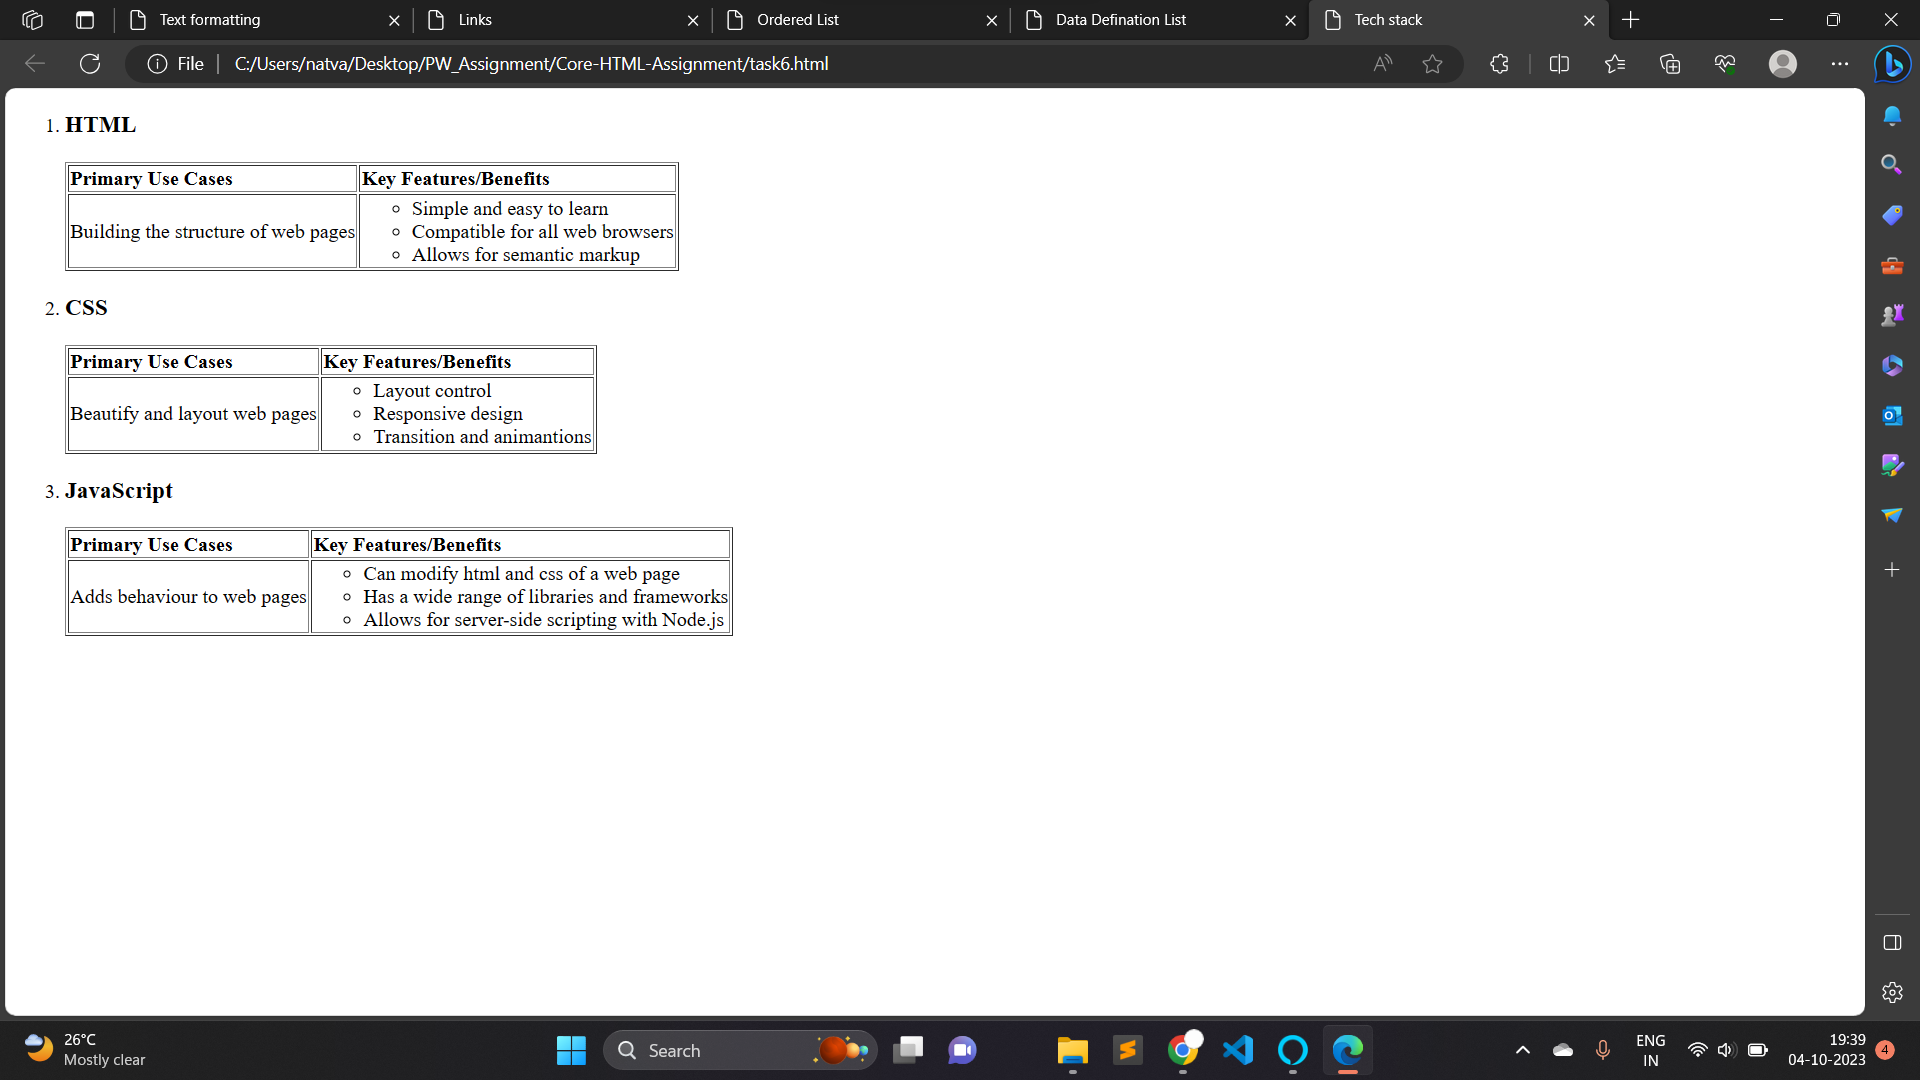 Text formatting
Links
Ordered List
Data Defination List
Tech stack
File
C:/Users/natva/Desktop/PW_Assignment/Core-HTML-Assignment/task6.html
1. HTML
Primary Use Cases Key Features/Benefits
Building the structure of web pages
Simple and easy to learn
Compatible for all web browsers
Allows for semantic markup
2. CSS
Primary Use Cases Key Features/Benefits
Beautify and layout web pages
Layout control
Responsive design
Transition and animantions
3. JavaScript
Primary Use Cases Key Features/Benefits
Adds behaviour to web pages
Can modify html and css of a web page
Has a wide range of libraries and frameworks
Allows for server-side scripting with Node.js
26°C
Mostly clear
Search
ENG
IN
19:39
04-10-2023
4